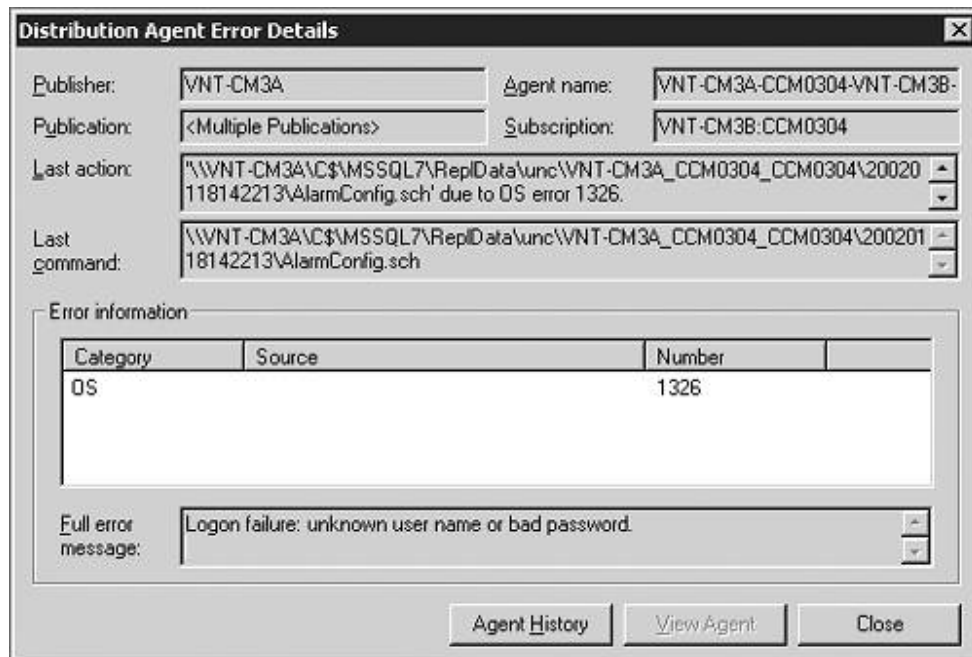 Distribution Agent Error Details
Publisher: VNT-CM3A Agent name: VNT-CM3A-CCM0304-VNT-CM3B-
Publication: <Multiple Publications> Subscription: VNT-CM3B:CCM0304
Last action: "\\VNT-CM3A\C$\MSSQL7\ReplData\unc\VNT-CM3A_CCM0304_CCM0304\20020
118142213\AlarmConfig.sch' due to OS error 1326.
Last command: \\VNT-CM3A\C$\MSSQL7\ReplData\unc\VNT-CM3A_CCM0304_CCM0304\200201
18142213\AlarmConfig.sch
Error information
Category Source Number
OS 1326
Full error message: Logon failure: unknown user name or bad password.
Agent History View Agent Close